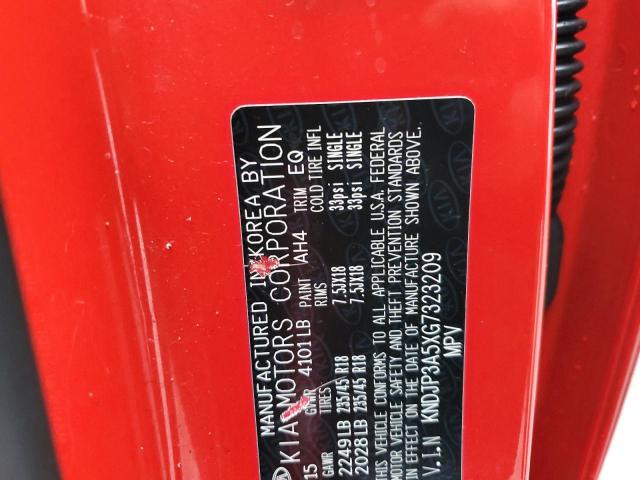 MANUFACTURED IN KOREA BY
KIA MOTORS CORPORATION
15 GVWR 4101LB PAINT AH4 TRIM EQ
GAWR TIRES RIMS COLD TIRE INFL
2249LB 235/45 R18 7.5JX18 33psi SINGLE
2028LB 235/45 R18 7.5JX18 33psi SINGLE
THIS VEHICLE CONFORMS TO ALL APPLICABLE U.S.A. FEDERAL
MOTOR VEHICLE SAFETY AND THEFT PREVENTION STANDARDS
IN EFFECT ON THE DATE OF MANUFACTURE SHOWN ABOVE.
V.I.N KNDJP3A5XG7323209
MPV